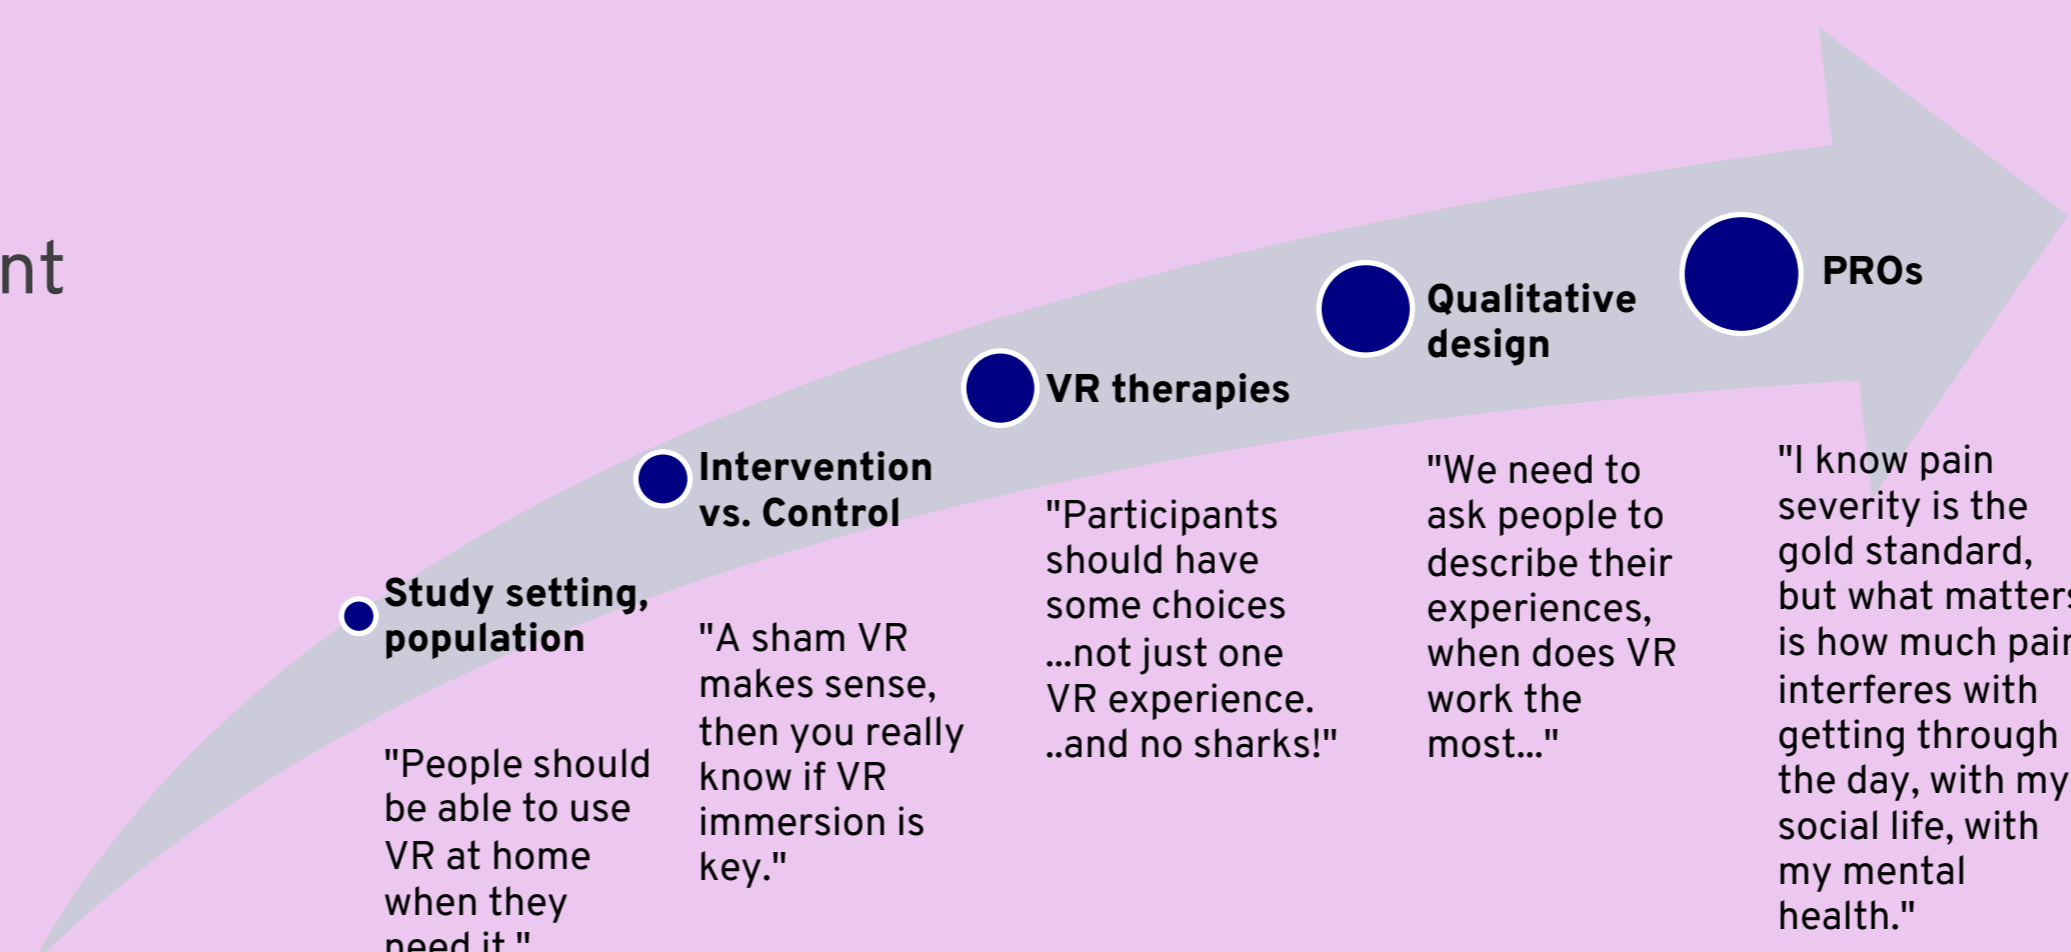 nt
Study setting,
population
"People should
be able to use
VR at home
when they
need it."
Intervention
vs. Control
"A sham VR
makes sense,
then you really
know if VR
immersion is
key."
VR therapies
"Participants
should have
some choices
...not just one
VR experience.
..and no sharks!"
Qualitative
design
"We need to
ask people to
describe their
experiences,
when does VR
work the
most..."
PROs
"I know pain
severity is the
gold standard,
but what matters
is how much pain
interferes with
getting through
the day, with my
social life, with
my mental
health."